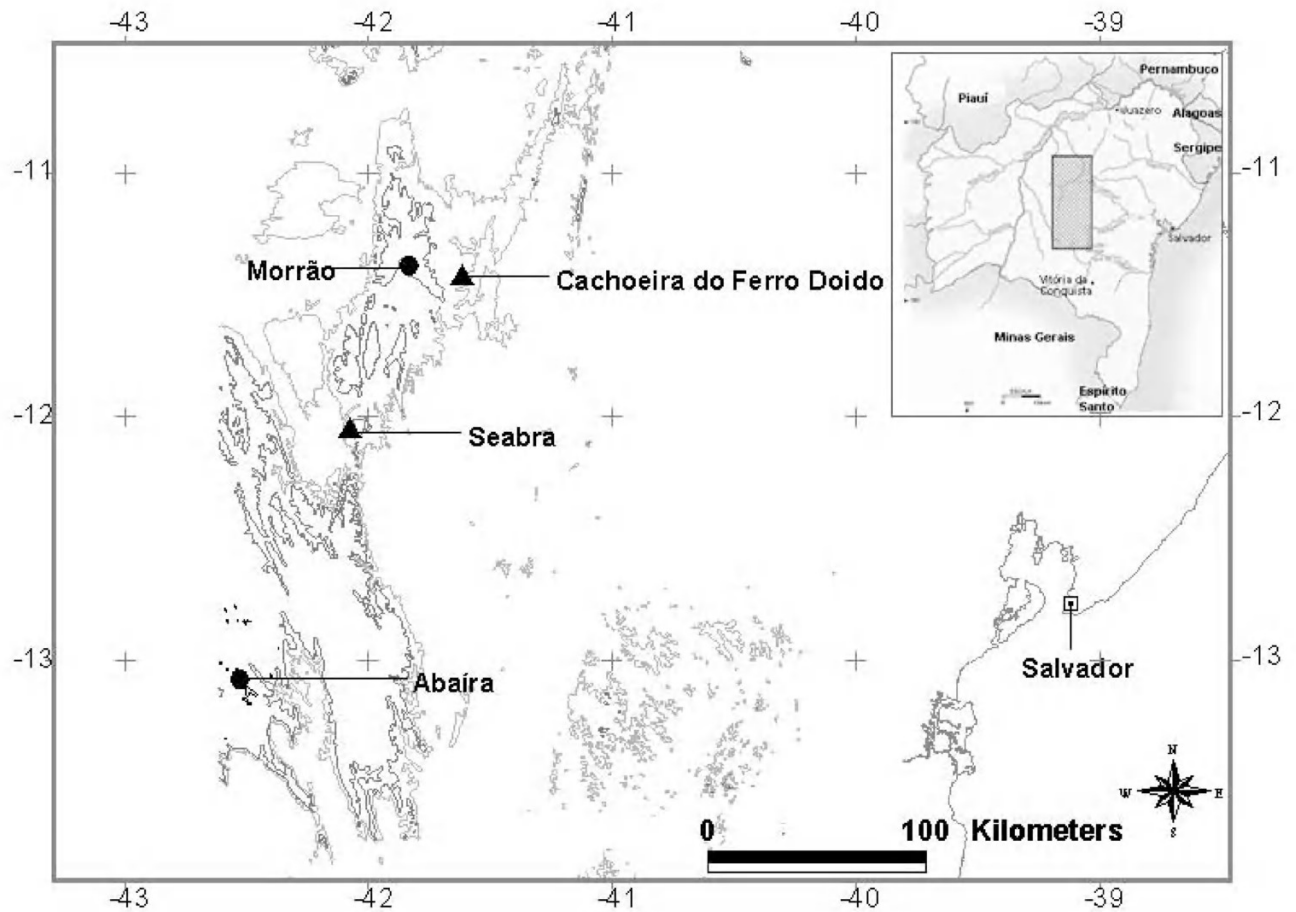 -43 -42 -41 -39
Pernambuco
Piauí
Juazeiro
Alagoas
Sergipe
-11 -11
Salvador
Morrão
Cachoeira do Ferro Doido
Vitória da
Conquista
Minas Gerais
Espírito
Santo
-12 -12
Seabra
-13 -13
Salvador
Abaíra
N
W E
S
0 100 Kilometers
-43 -42 -41 -40 -39